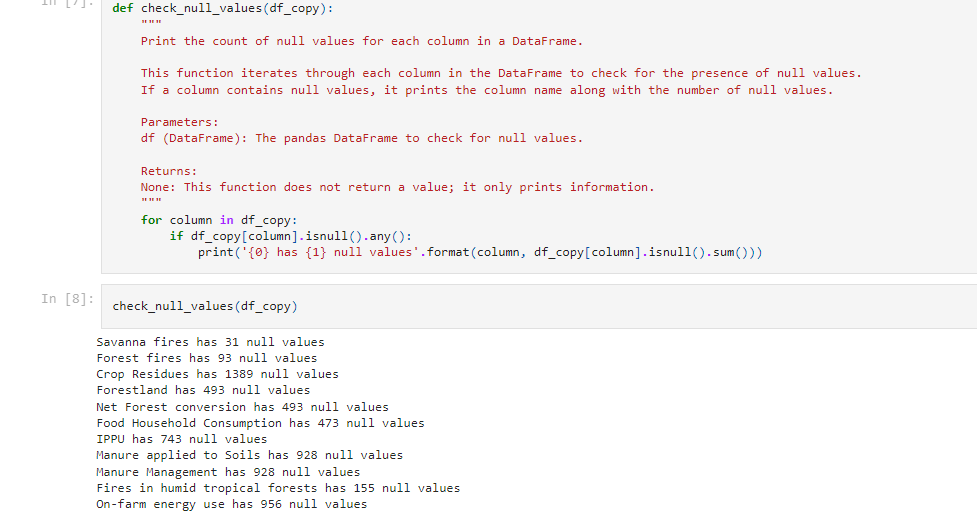 In [7]:
def check_null_values(df_copy):
"""
Print the count of null values for each column in a DataFrame.
This function iterates through each column in the DataFrame to check for the presence of null values.
If a column contains null values, it prints the column name along with the number of null values.
Parameters:
df (DataFrame): The pandas DataFrame to check for null values.
Returns:
None: This function does not return a value; it only prints information.
"""
for column in df_copy:
if df_copy[column].isnull().any():
print('{0} has {1} null values'.format(column, df_copy[column].isnull().sum()))
In [8]:
check_null_values(df_copy)
Savanna fires has 31 null values
Forest fires has 93 null values
Crop Residues has 1389 null values
Forestland has 493 null values
Net Forest conversion has 493 null values
Food Household Consumption has 473 null values
IPPU has 743 null values
Manure applied to Soils has 928 null values
Manure Management has 928 null values
Fires in humid tropical forests has 155 null values
On-farm energy use has 956 null values